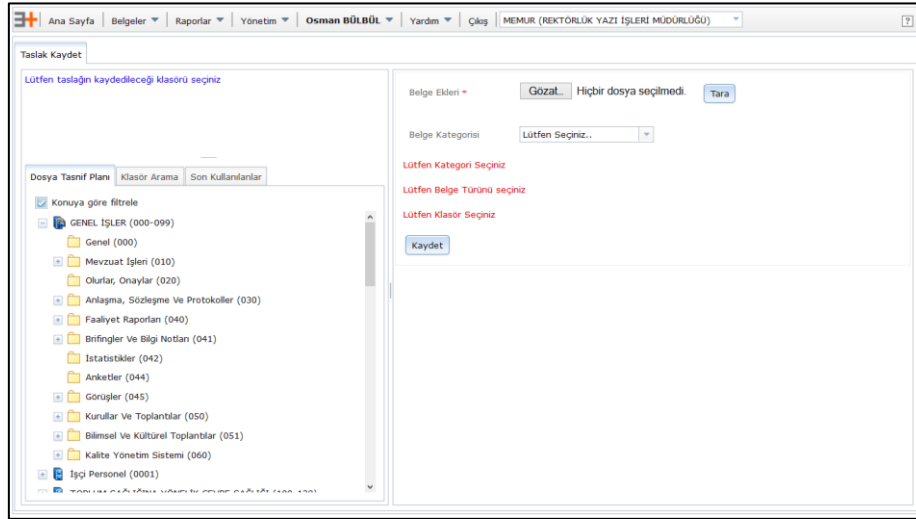 Ana Sayfa Belgeler Raporlar Yönetim Osman BÜLBÜL Yardım Çıkış MEMUR (REKTÖRLÜK YAZI İŞLERİ MÜDÜRLÜĞÜ) ?
Taslak Kaydet
Lütfen taslağın kaydedileceği klasörü seçiniz
Dosya Tasnif Planı Klasör Arama Son Kullanılanlar
Konuya göre filtrele
GENEL İŞLER (000-099)
Genel (000)
Mevzuat İşleri (010)
Olurlar, Onaylar (020)
Anlaşma, Sözleşme Ve Protokoller (030)
Faaliyet Raporları (040)
Brifingler Ve Bilgi Notları (041)
İstatistikler (042)
Anketler (044)
Görüşler (045)
Kurullar Ve Toplantılar (050)
Bilimsel Ve Kültürel Toplantılar (051)
Kalite Yönetim Sistemi (060)
İşçi Personel (0001)
Belge Ekleri * Gözat.. Hiçbir dosya seçilmedi. Tara
Belge Kategorisi Lütfen Seçiniz..
Lütfen Kategori Seçiniz
Lütfen Belge Türünü seçiniz
Lütfen Klasör Seçiniz
Kaydet